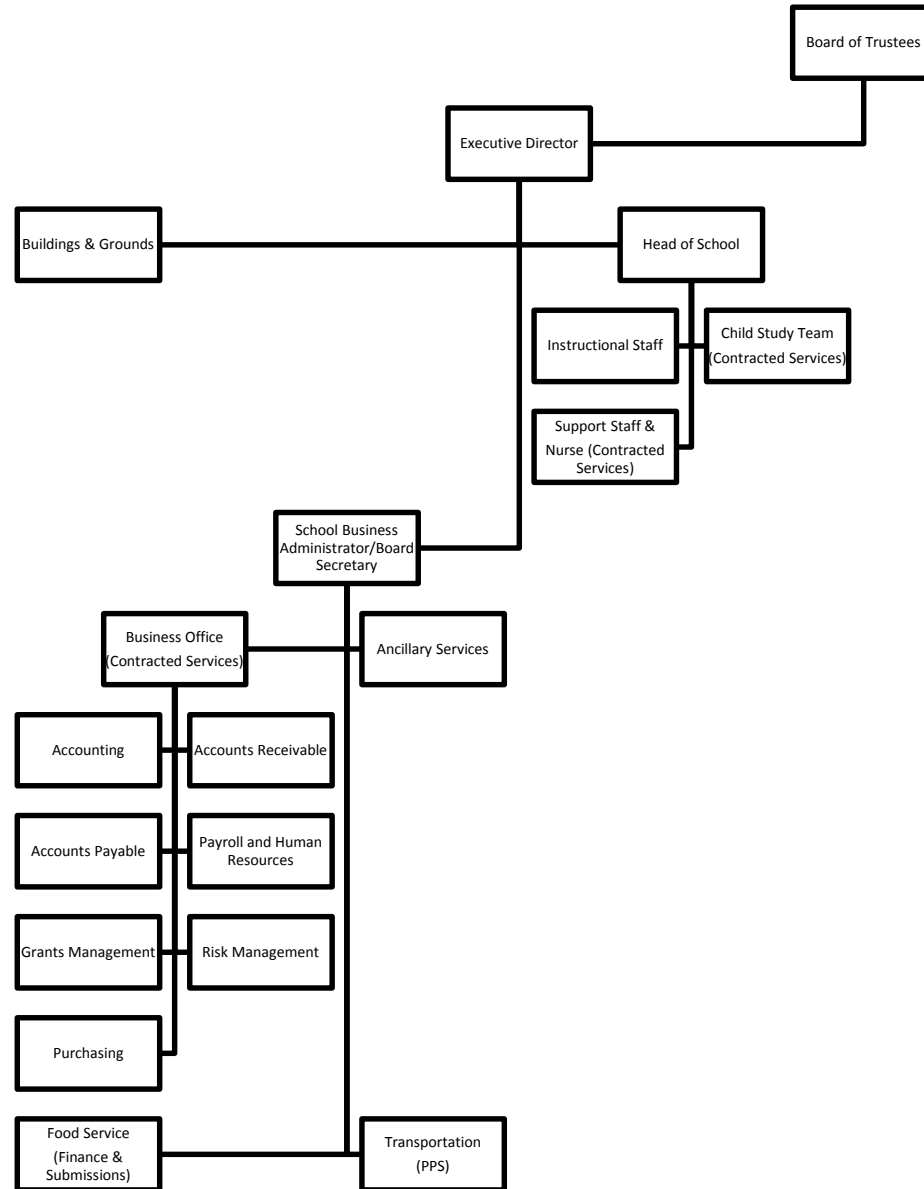 Board of Trustees
Executive Director
Buildings & Grounds
Head of School
Instructional Staff
Child Study Team
(Contracted Services)
Support Staff &
Nurse (Contracted
Services)
School Business
Administrator/Board
Secretary
Business Office
(Contracted Services)
Ancillary Services
Accounting
Accounts Receivable
Accounts Payable
Payroll and Human
Resources
Grants Management
Risk Management
Purchasing
Food Service
(Finance &
Submissions)
Transportation
(PPS)